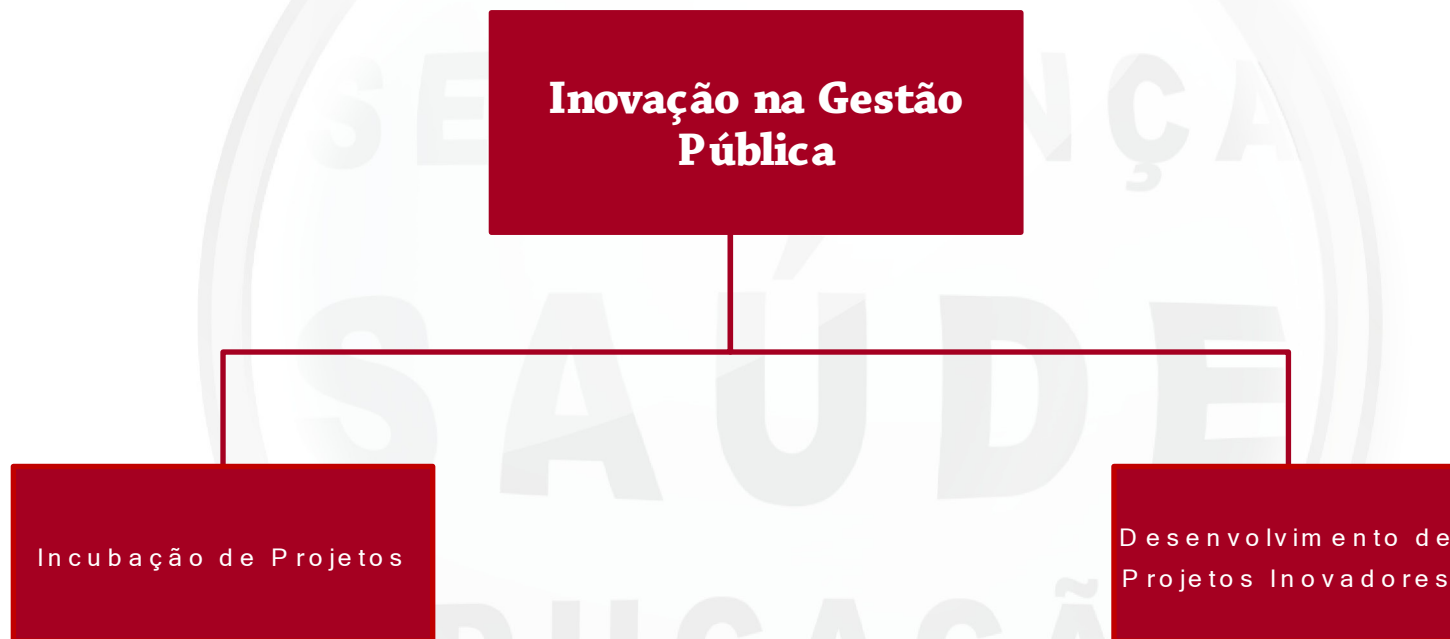 Inovação na Gestão
Pública
SAÚDE
Incubação de Projetos
Desenvolvimento de
Projetos Inovadores